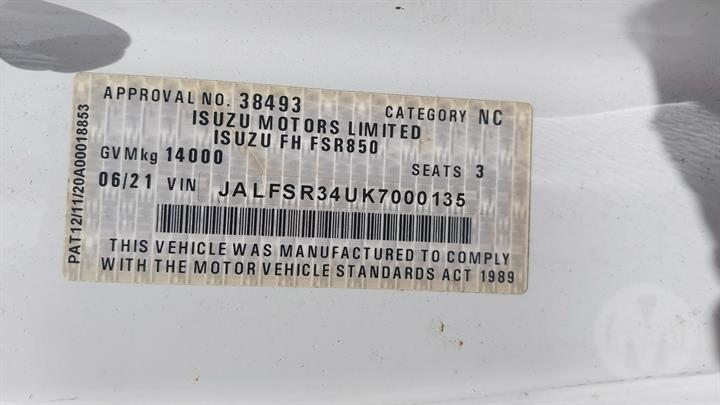 APPROVAL NO. 38493 CATEGORY NC
ISUZU MOTORS LIMITED
ISUZU FH FSR850
GVMkg 14000 SEATS 3
06/21 VIN JALFSR34UK7000135
THIS VEHICLE WAS MANUFACTURED TO COMPLY
WITH THE MOTOR VEHICLE STANDARDS ACT 1989
PAT12/11/20A00018853
M